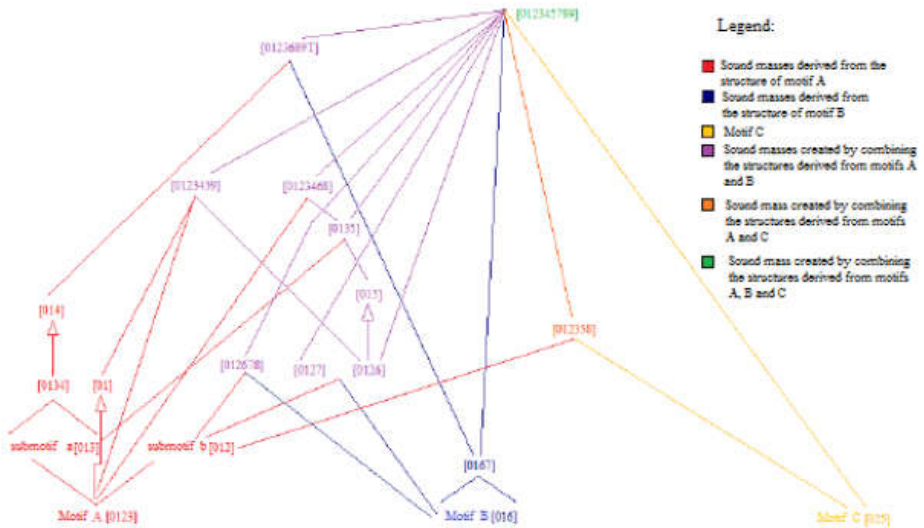 [012345789]
[0123689T]
[0123459]
[0123468]
[0135]
[015]
[014]
[012358]
[012678]
[0127]
[0126]
[0134]
[01]
submotif a[013]
submotif b[012]
[0167]
Motif A [0123]
Motif B [016]
Motif C [025]
Legend:
Sound masses derived from the
structure of motif A
Sound masses derived from
the structure of motif B
Motif C
Sound masses created by combining
the structures derived from motifs A
and B
Sound mass created by combining
the structures derived from motifs
A and C
Sound mass created by combining
the structures derived from motifs
A, B and C